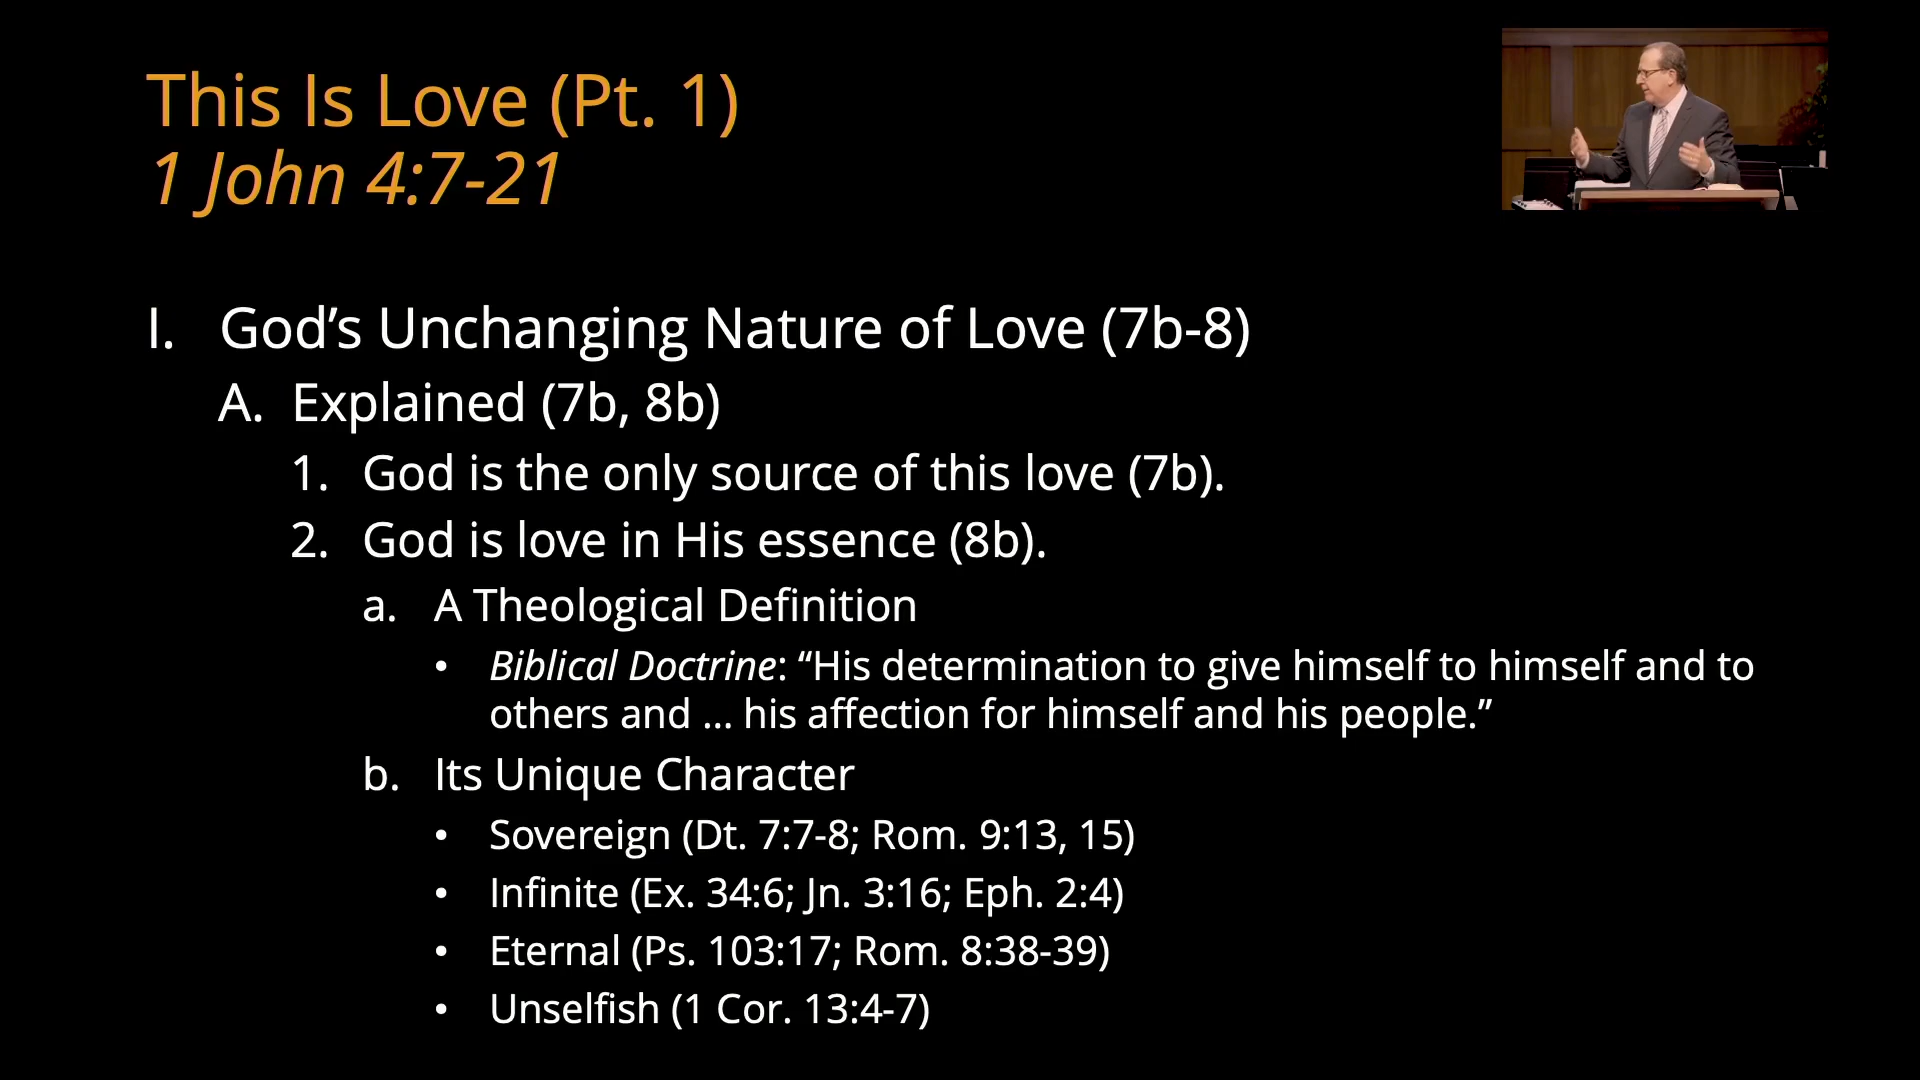 This Is Love (Pt. 1)
1 John 4:7-21
I. God’s Unchanging Nature of Love (7b-8)
A. Explained (7b, 8b)
1. God is the only source of this love (7b).
2. God is love in His essence (8b).
a. A Theological Definition
• Biblical Doctrine: “His determination to give himself to himself and to
others and ... his affection for himself and his people.”
b. Its Unique Character
• Sovereign (Dt. 7:7-8; Rom. 9:13, 15)
• Infinite (Ex. 34:6; Jn. 3:16; Eph. 2:4)
• Eternal (Ps. 103:17; Rom. 8:38-39)
• Unselfish (1 Cor. 13:4-7)